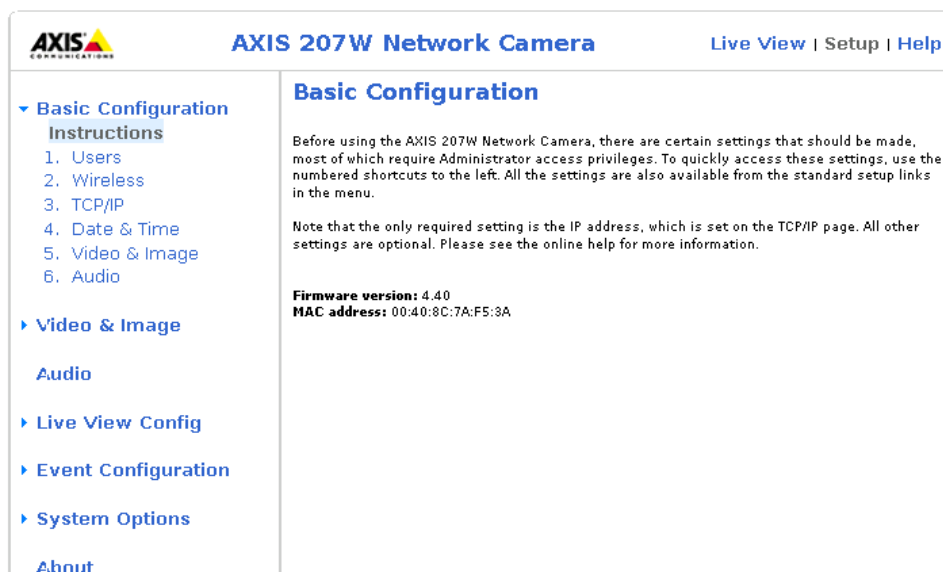 AXIS
COMMUNICATIONS
AXIS 207W Network Camera
Live View | Setup | Help
Basic Configuration
Instructions
1. Users
2. Wireless
3. TCP/IP
4. Date & Time
5. Video & Image
6. Audio
Video & Image
Audio
Live View Config
Event Configuration
System Options
About
Basic Configuration
Before using the AXIS 207W Network Camera, there are certain settings that should be made,
most of which require Administrator access privileges. To quickly access these settings, use the
numbered shortcuts to the left. All the settings are also available from the standard setup links
in the menu.
Note that the only required setting is the IP address, which is set on the TCP/IP page. All other
settings are optional. Please see the online help for more information.
Firmware version: 4.40
MAC address: 00:40:8C:7A:F5:3A